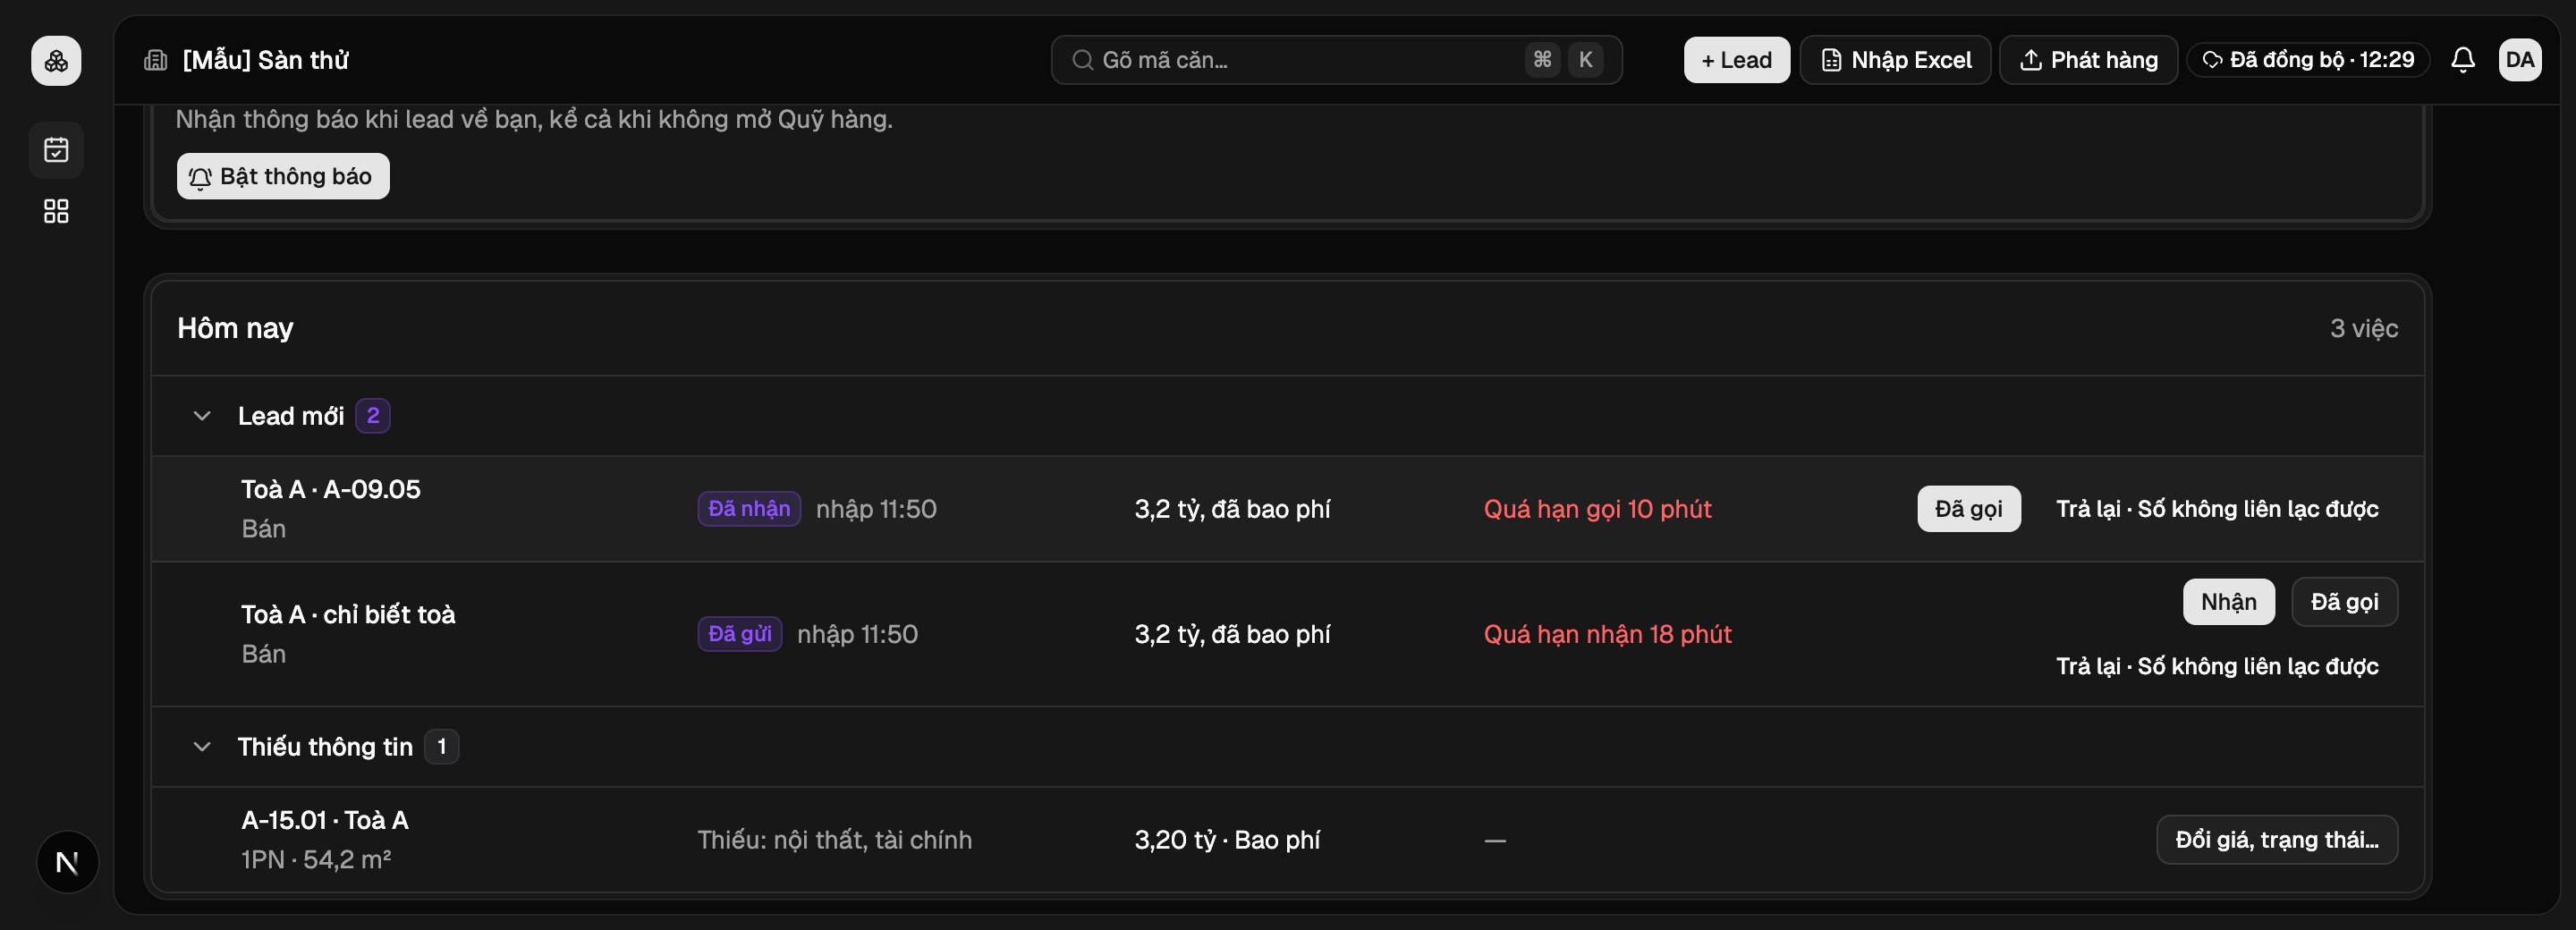 [Mẫu] Sàn thử
Gõ mã căn...
⌘ K
+ Lead
Nhập Excel
Phát hàng
Đã đồng bộ · 12:29
DA
Nhận thông báo khi lead về bạn, kể cả khi không mở Quỹ hàng.
Bật thông báo
Hôm nay
3 việc
Lead mới 2
Toà A · A-09.05
Bán
Đã nhận nhập 11:50
3,2 tỷ, đã bao phí
Quá hạn gọi 10 phút
Đã gọi
Trả lại · Số không liên lạc được
Toà A · chỉ biết toà
Bán
Đã gửi nhập 11:50
3,2 tỷ, đã bao phí
Quá hạn nhận 18 phút
Nhận
Đã gọi
Trả lại · Số không liên lạc được
Thiếu thông tin 1
A-15.01 · Toà A
1PN · 54,2 m²
Thiếu: nội thất, tài chính
3,20 tỷ · Bao phí
—
Đổi giá, trạng thái...
N